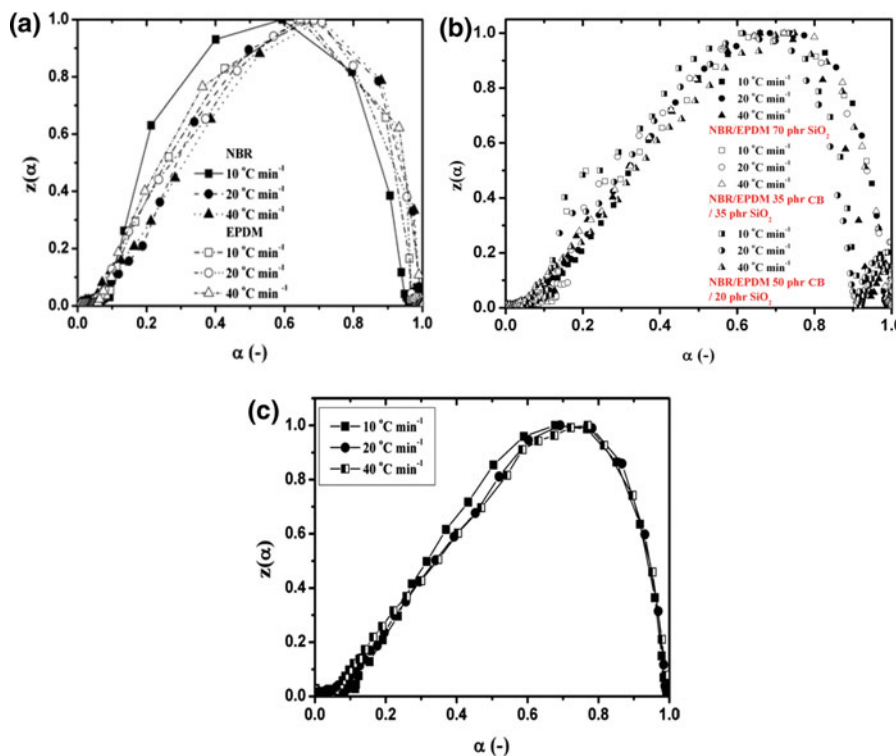 (a)
1.0
0.8
0.6
0.4
0.2
0.0
z(α)
NBR
10 °C min⁻¹
20 °C min⁻¹
40 °C min⁻¹
EPDM
10 °C min⁻¹
20 °C min⁻¹
40 °C min⁻¹
0.0 0.2 0.4 0.6 0.8 1.0
α (-)
(b)
1.0
0.8
0.6
0.4
0.2
0.0
z(α)
10 °C min⁻¹
20 °C min⁻¹
40 °C min⁻¹
NBR/EPDM 70 phr SiO₂
10 °C min⁻¹
20 °C min⁻¹
40 °C min⁻¹
NBR/EPDM 35 phr CB
/ 35 phr SiO₂
10 °C min⁻¹
20 °C min⁻¹
40 °C min⁻¹
NBR/EPDM 50 phr CB
/ 20 phr SiO₂
0.0 0.2 0.4 0.6 0.8 1.0
α (-)
(c)
1.0
0.8
0.6
0.4
0.2
0.0
z(α)
10 °C min⁻¹
20 °C min⁻¹
40 °C min⁻¹
0.0 0.2 0.4 0.6 0.8 1.0
α (-)